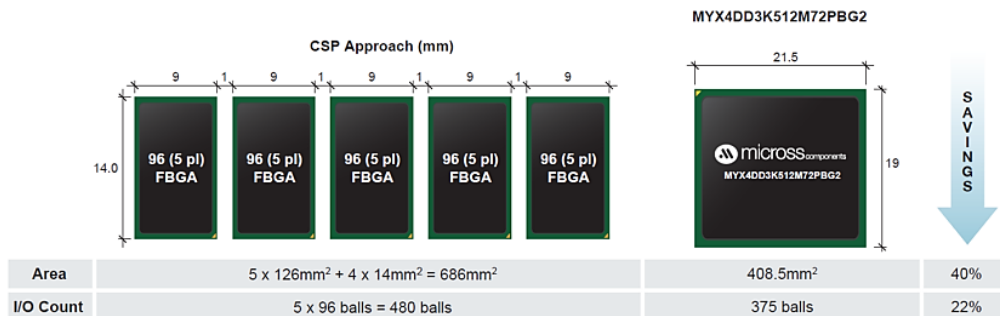 MYX4DD3K512M72PBG2
CSP Approach (mm)
21.5
9 1 9 1 9 1 9 1 9
14.0
96 (5 pl)
FBGA
96 (5 pl)
FBGA
96 (5 pl)
FBGA
96 (5 pl)
FBGA
96 (5 pl)
FBGA
micross components
MYX4DD3K512M72PBG2
19
SAVINGS
Area 5 x 126mm² + 4 x 14mm² = 686mm² 408.5mm² 40%
I/O Count 5 x 96 balls = 480 balls 375 balls 22%